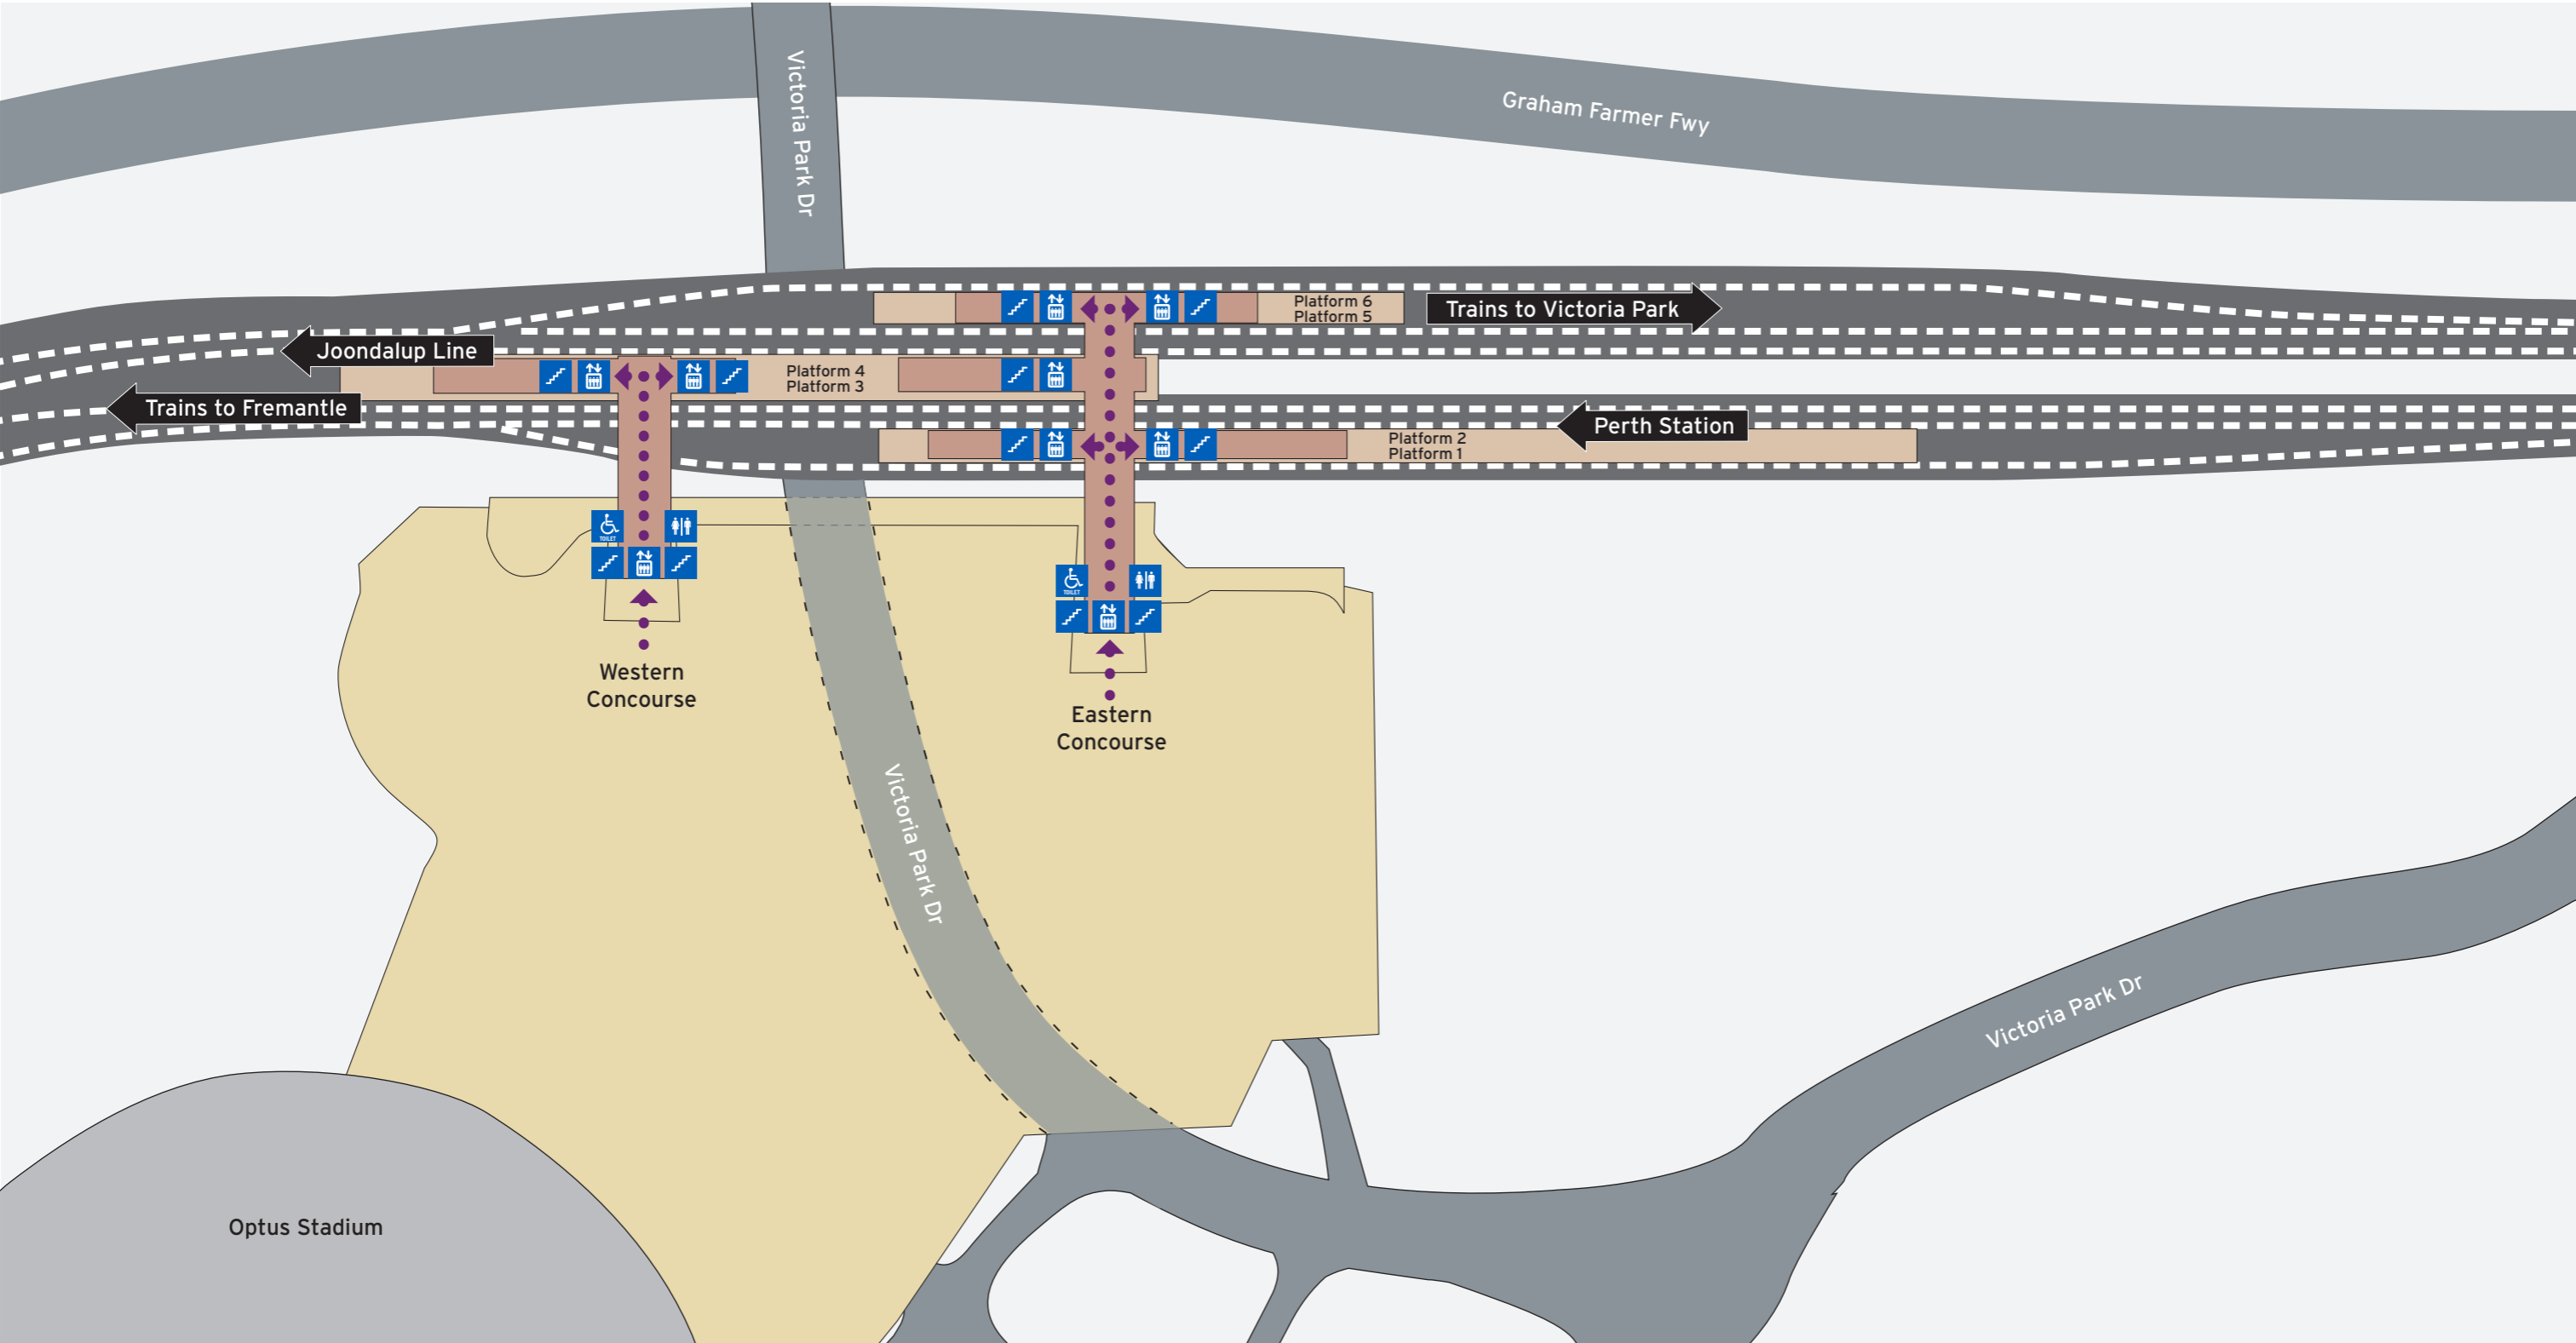 Victoria Park Dr
Graham Farmer Fwy
Platform 6
Platform 5
Trains to Victoria Park
Joondalup Line
Platform 4
Platform 3
Trains to Fremantle
Perth Station
Platform 2
Platform 1
TOILET
TOILET
Western
Concourse
Eastern
Concourse
Victoria Park Dr
Victoria Park Dr
Optus Stadium